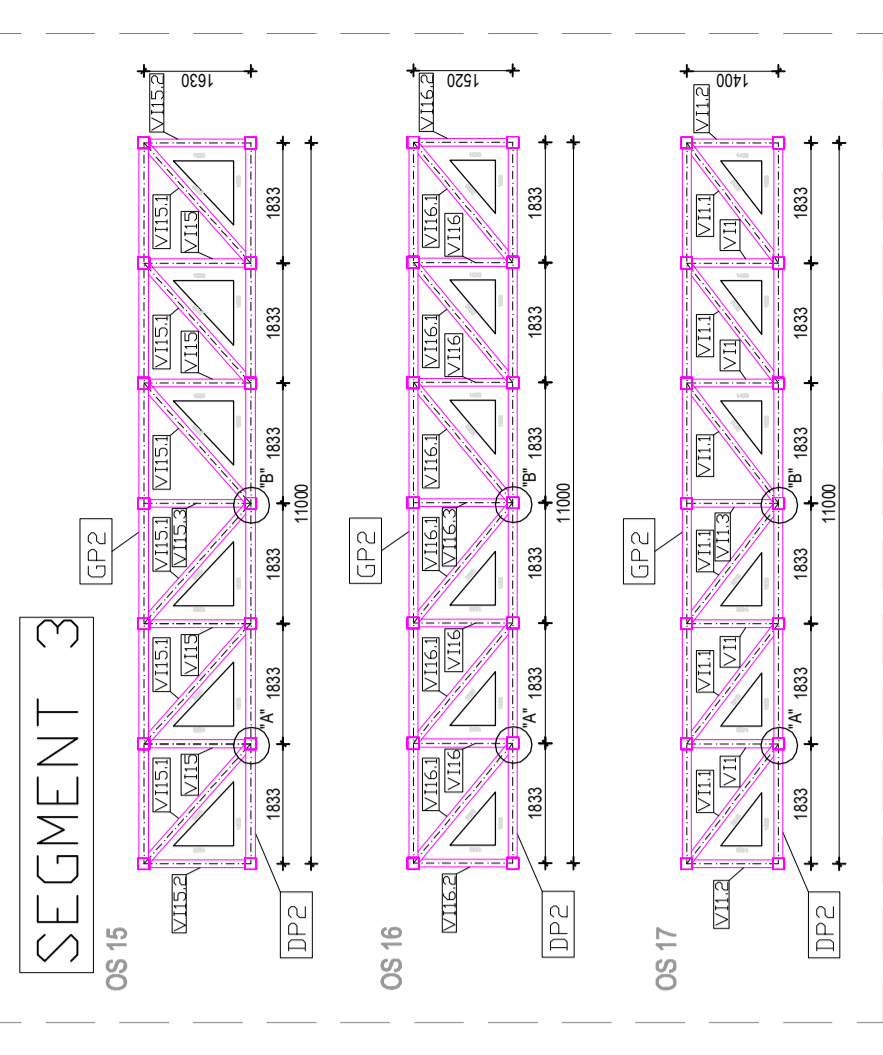 SEGMENT 3
OS 15
GP2
DP2
VI15.2
VI15.1
VI15
VI15.1
VI15
VI15.1
VI15.3
VI15.1
VI15
VI15.1
VI15
VI15.1
VI15.2
"A"
"B"
1833
1833
1833
1833
1833
1833
11000
1630
OS 16
GP2
DP2
VI16.2
VI16.1
VI16
VI16.1
VI16
VI16.1
VI16.3
VI16.1
VI16.1
VI16
VI16.1
VI16
VI16.2
"A"
"B"
1833
1833
1833
1833
1833
1833
11000
1520
OS 17
GP2
DP2
VI1.2
VI1.1
VI1
VI1.1
VI1
VI1.1
VI1.3
VI1.1
VI1.1
VI1
VI1.1
VI1
VI1.2
"A"
"B"
1833
1833
1833
1833
1833
1833
11000
1400